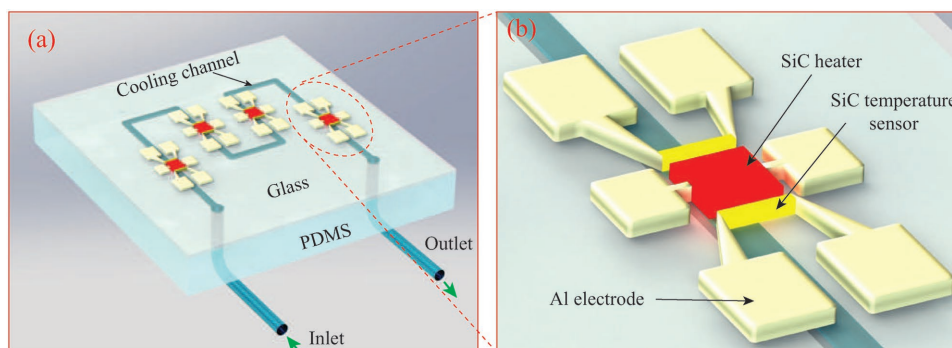 (a)
Cooling channel
Glass
PDMS
Outlet
Inlet
(b)
SiC heater
SiC temperature
sensor
Al electrode